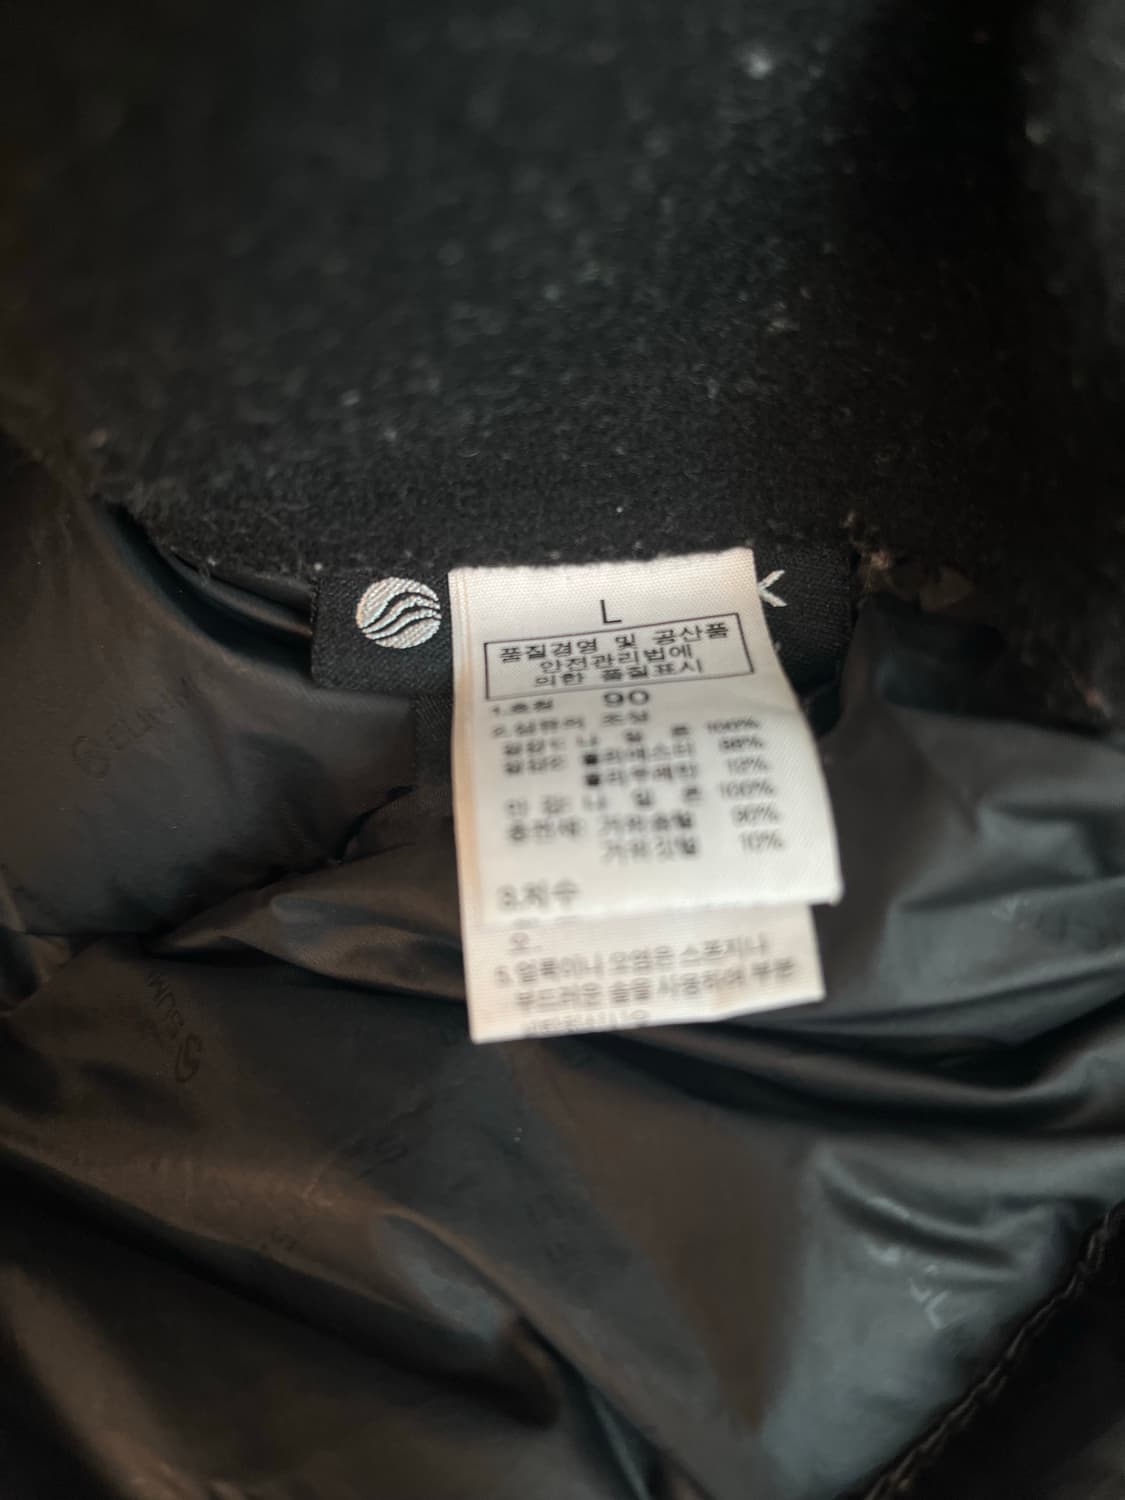 L
품질경영 및 공산품
안전관리법에
의한 품질표시
1.호칭 90
2.섬유의 조성
겉감1: 나 일 론 100%
겉감2: 폴리에스터 88%
폴리우레탄 12%
안 감: 나 일 론 100%
충전재: 거위솜털 90%
거위깃털 10%
3.치수
오.
5.얼룩이나 오염은 스폰지나
부드러운 솔을 사용하여 부분
K